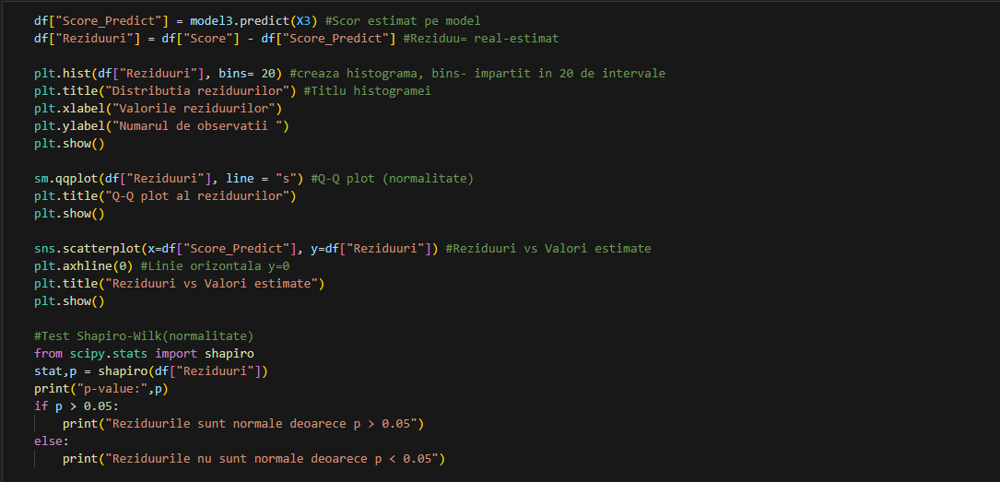 df["Score_Predict"] = model3.predict(X3) #Scor estimat pe model
df["Reziduuri"] = df["Score"] - df["Score_Predict"] #Reziduu= real-estimat
plt.hist(df["Reziduuri"], bins= 20) #creaza histograma, bins- impartit in 20 de intervale
plt.title("Distributia reziduurilor") #Titlu histogramei
plt.xlabel("Valorile reziduurilor")
plt.ylabel("Numarul de observatii ")
plt.show()
sm.qqplot(df["Reziduuri"], line = "s") #Q-Q plot (normalitate)
plt.title("Q-Q plot al reziduurilor")
plt.show()
sns.scatterplot(x=df["Score_Predict"], y=df["Reziduuri"]) #Reziduuri vs Valori estimate
plt.axhline(0) #Linie orizontala y=0
plt.title("Reziduuri vs Valori estimate")
plt.show()
#Test Shapiro-Wilk(normalitate)
from scipy.stats import shapiro
stat,p = shapiro(df["Reziduuri"])
print("p-value:",p)
if p > 0.05:
    print("Reziduurile sunt normale deoarece p > 0.05")
else:
    print("Reziduurile nu sunt normale deoarece p < 0.05")